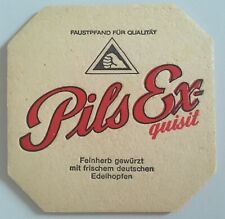 FAUSTPFAND FÜR QUALITÄT
Pils Ex-
quisit
Feinherb gewürzt
mit frischem deutschen
Edelhopfen